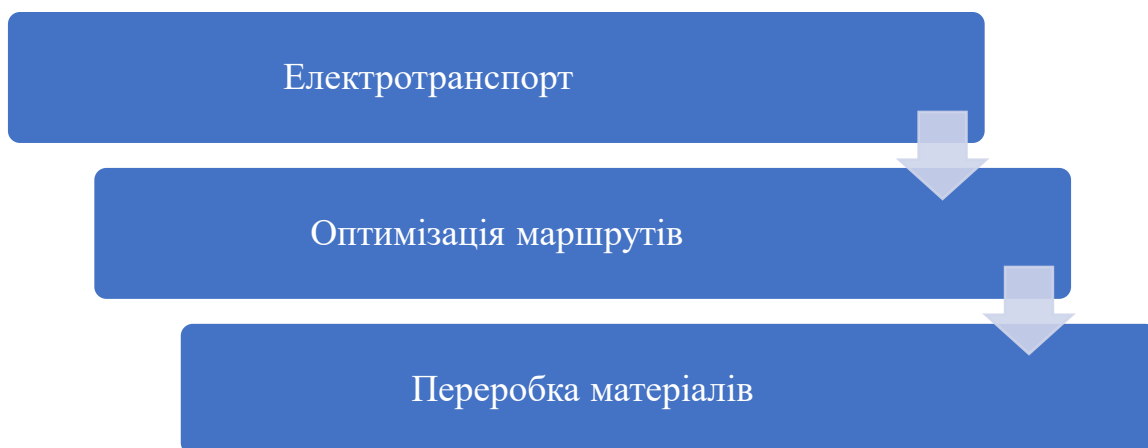 Електротранспорт
Оптимізація маршрутів
Переробка матеріалів